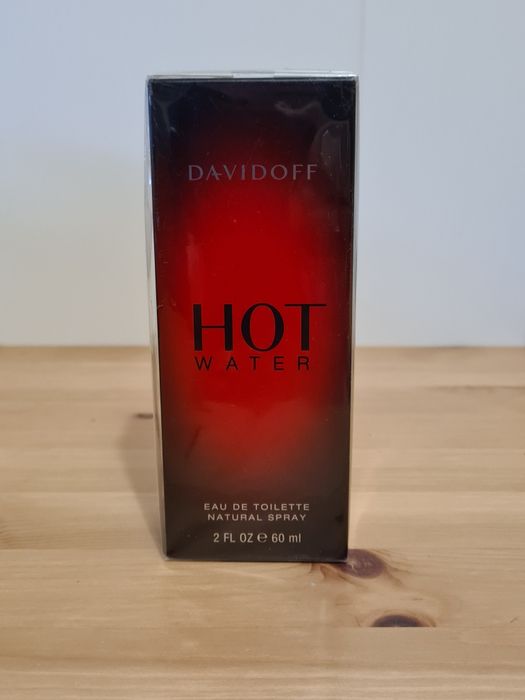 DAVIDOFF
HOT
WATER
EAU DE TOILETTE
NATURAL SPRAY
2 FL OZ ℮ 60 ml